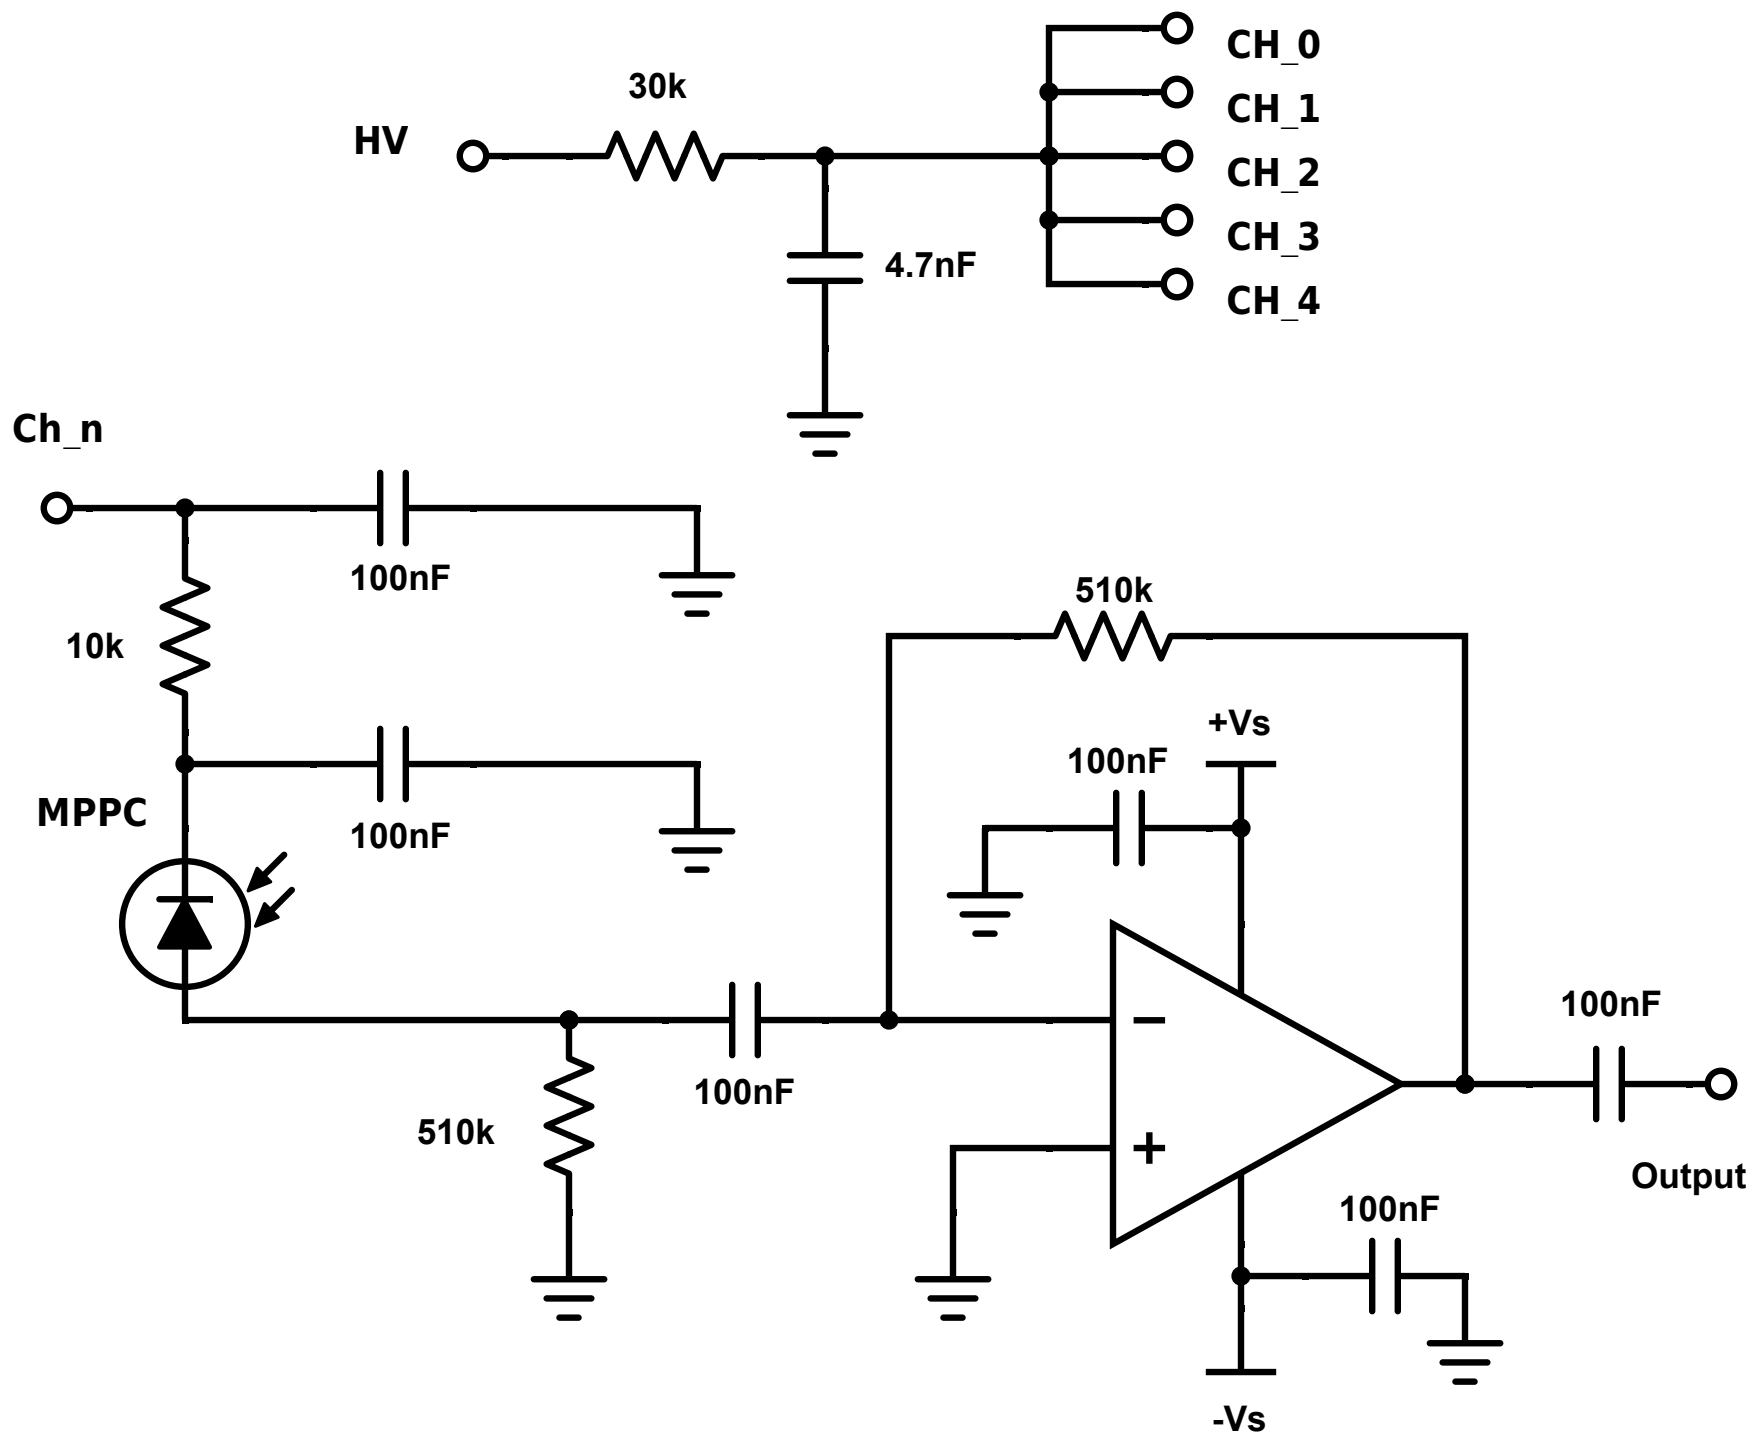 CH_0
30k
CH_1
HV
CH_2
CH_3
4.7nF
CH_4
Ch_n
100nF
510k
10k
+Vs
100nF
MPPC
100nF
100nF
100nF
510k
Output
100nF
-Vs